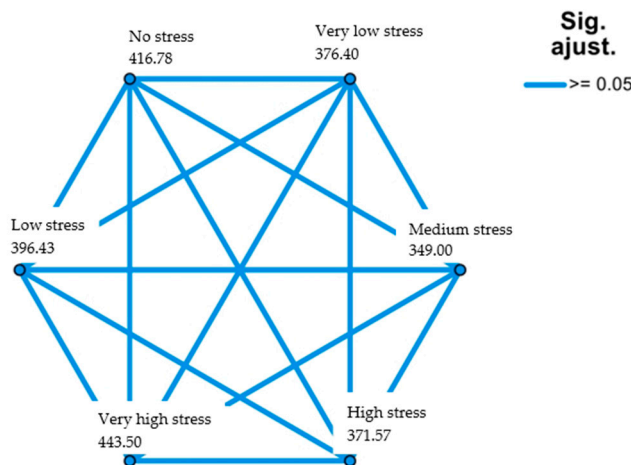 No stress
416.78
Very low stress
376.40
Sig.
ajust.
>= 0.05
Low stress
396.43
Medium stress
349.00
Very high stress
443.50
High stress
371.57